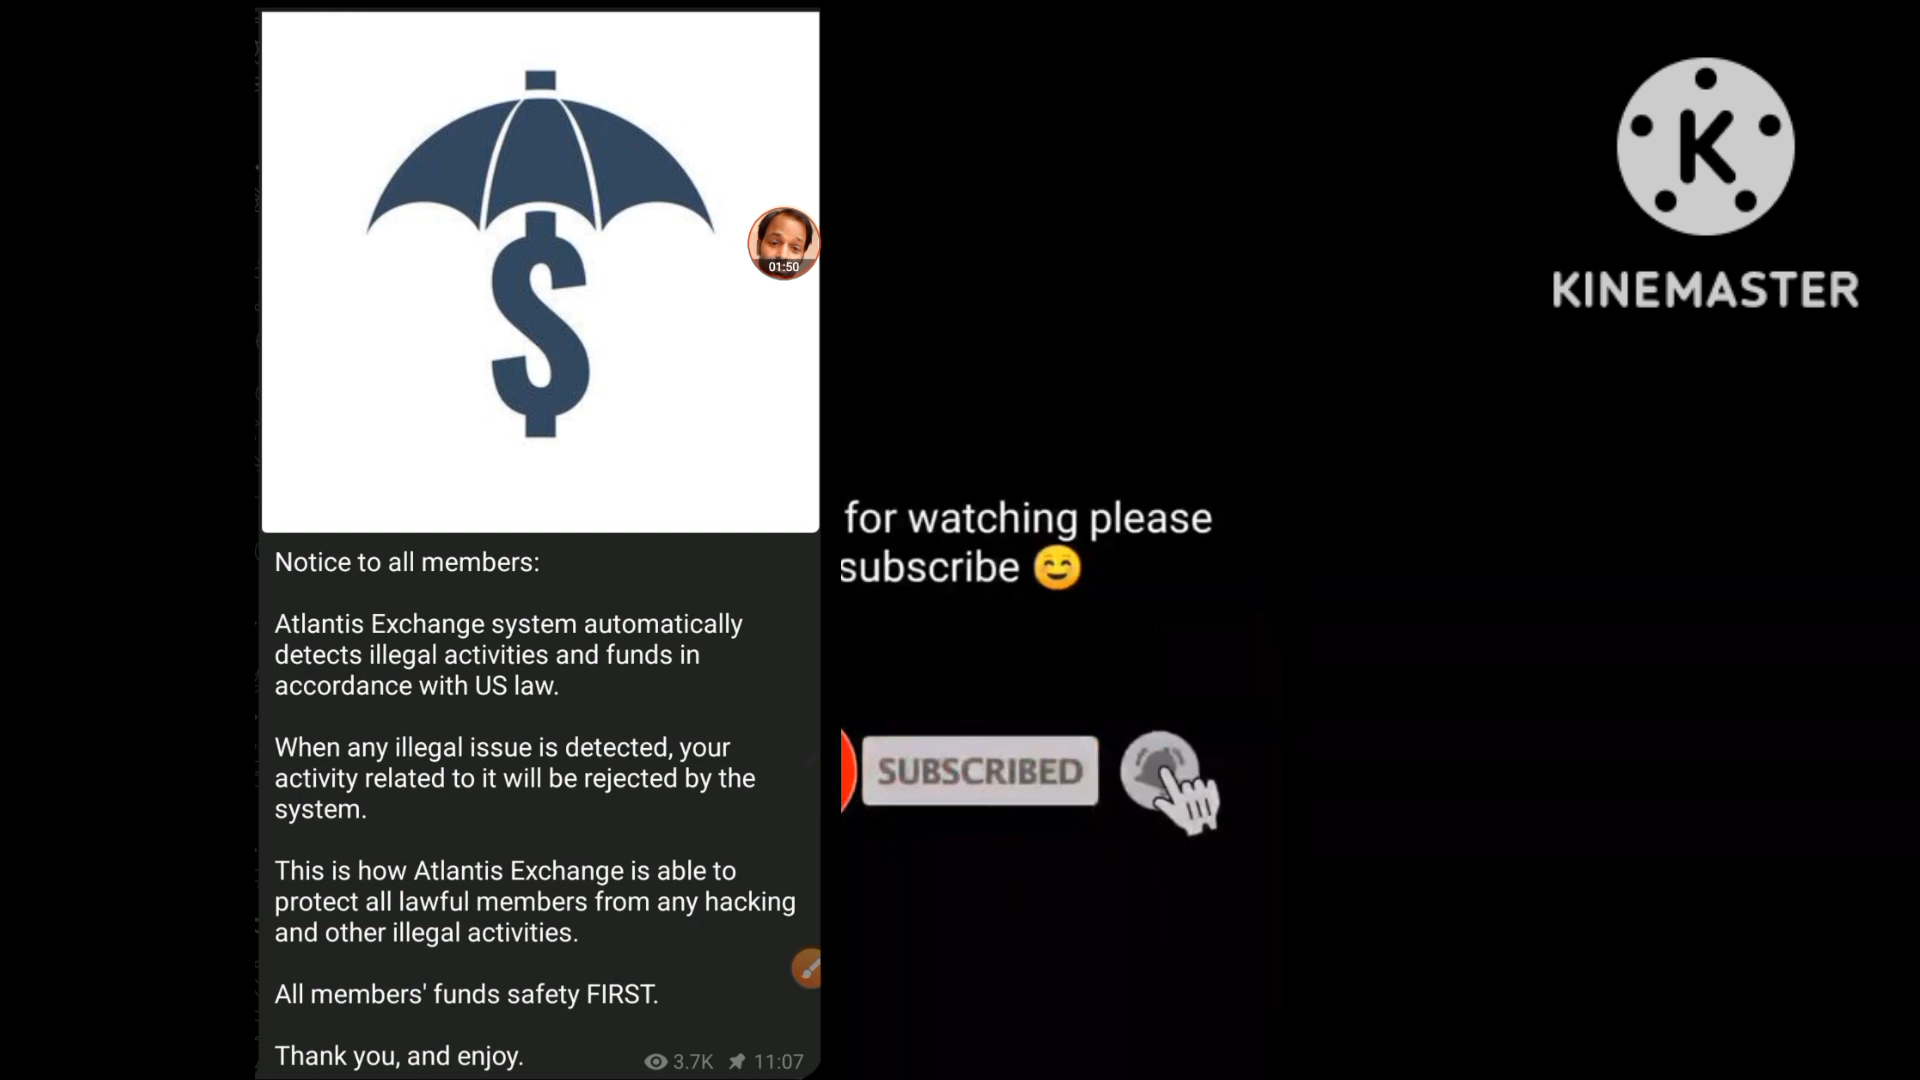 01:50
Notice to all members:
Atlantis Exchange system automatically
detects illegal activities and funds in
accordance with US law.
When any illegal issue is detected, your
activity related to it will be rejected by the
system.
This is how Atlantis Exchange is able to
protect all lawful members from any hacking
and other illegal activities.
All members' funds safety FIRST.
Thank you, and enjoy.
3.7K 11:07
for watching please
subscribe 😊
SUBSCRIBED
K
KINEMASTER